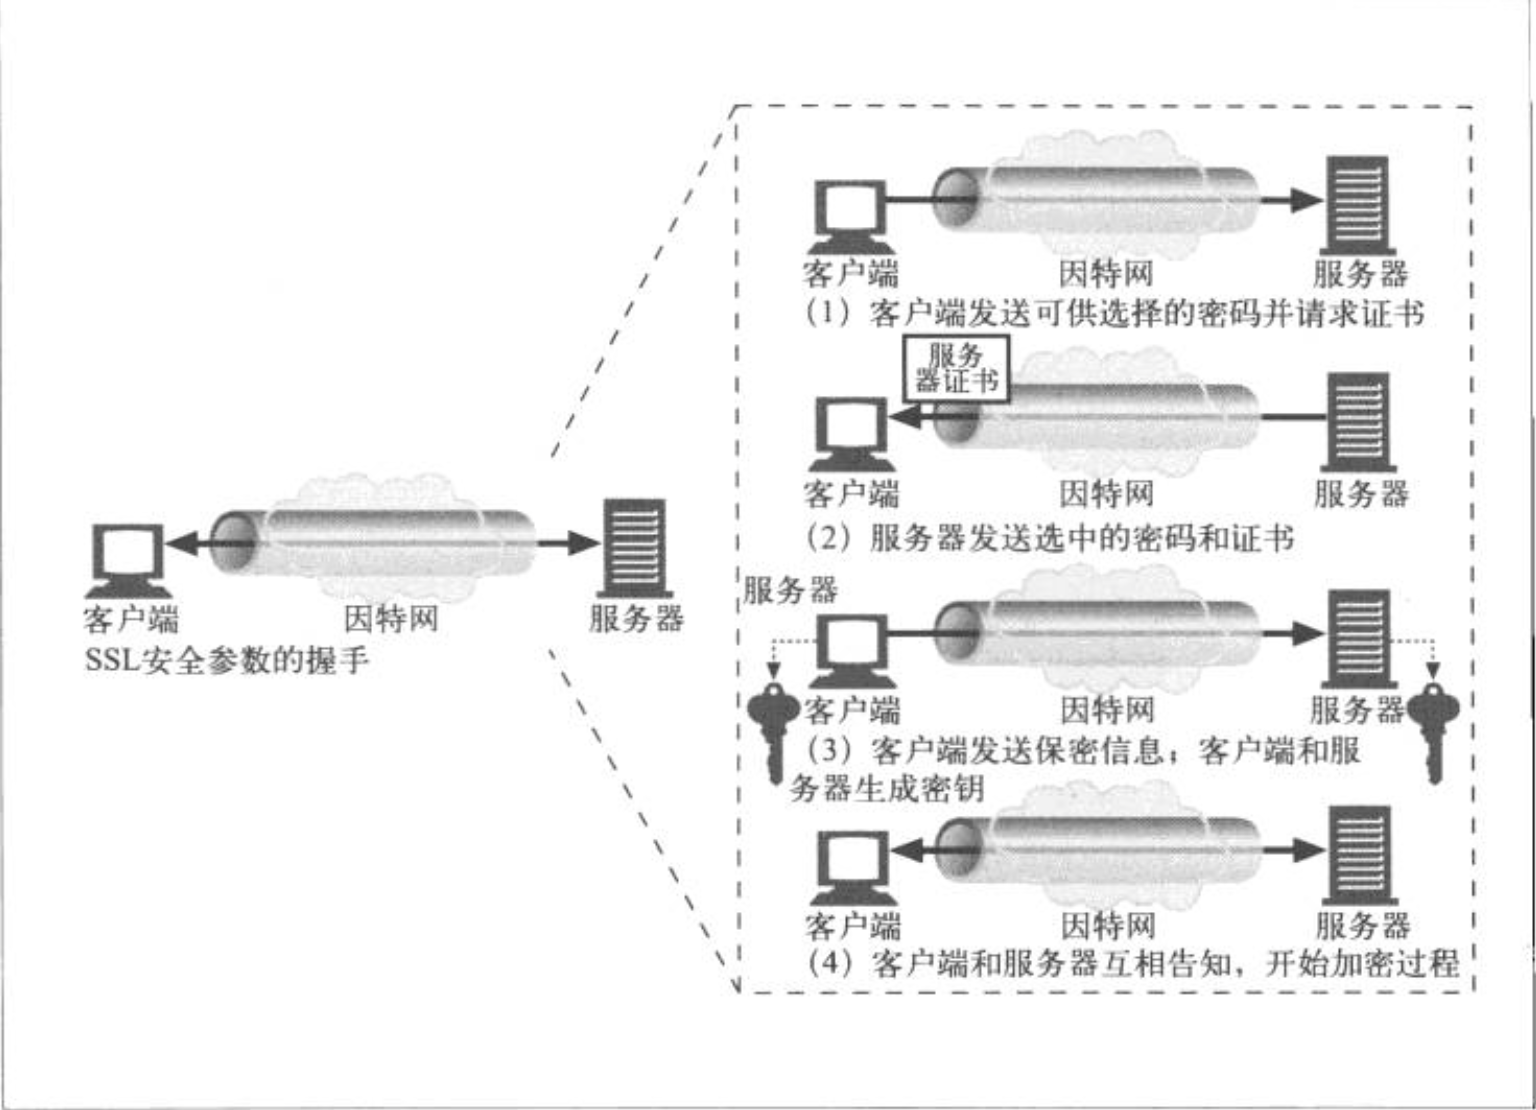 客户端
因特网
服务器
SSL安全参数的握手
客户端
因特网
服务器
(1) 客户端发送可供选择的密码并请求证书
服务
器证书
客户端
因特网
服务器
(2) 服务器发送选中的密码和证书
服务器
客户端
因特网
服务器
(3) 客户端发送保密信息；客户端和服
务器生成密钥
客户端
因特网
服务器
(4) 客户端和服务器互相告知，开始加密过程